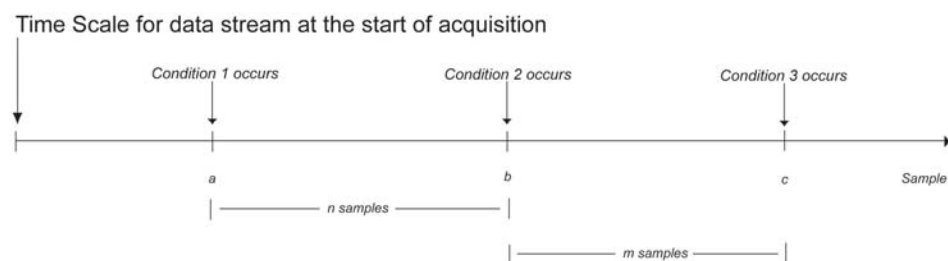 Time Scale for data stream at the start of acquisition
Condition 1 occurs Condition 2 occurs Condition 3 occurs
a b c Sample
n samples
m samples